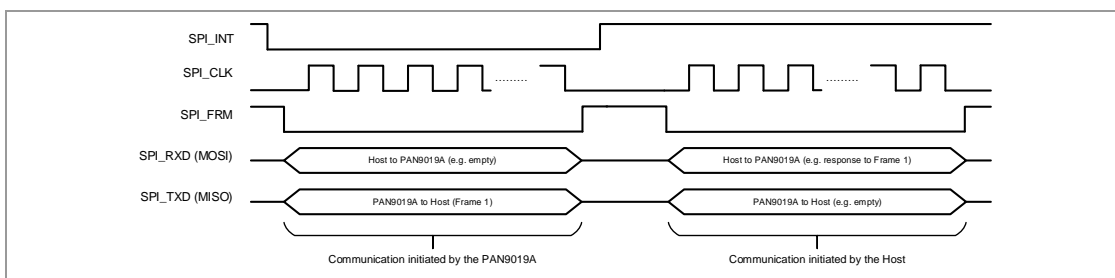 SPI_INT
SPI_CLK
.........
.........
SPI_FRM
SPI_RXD (MOSI)
Host to PAN9019A (e.g. empty)
Host to PAN9019A (e.g. response to Frame 1)
SPI_TXD (MISO)
PAN9019A to Host (Frame 1)
PAN9019A to Host (e.g. empty)
Communication initiated by the PAN9019A
Communication initiated by the Host